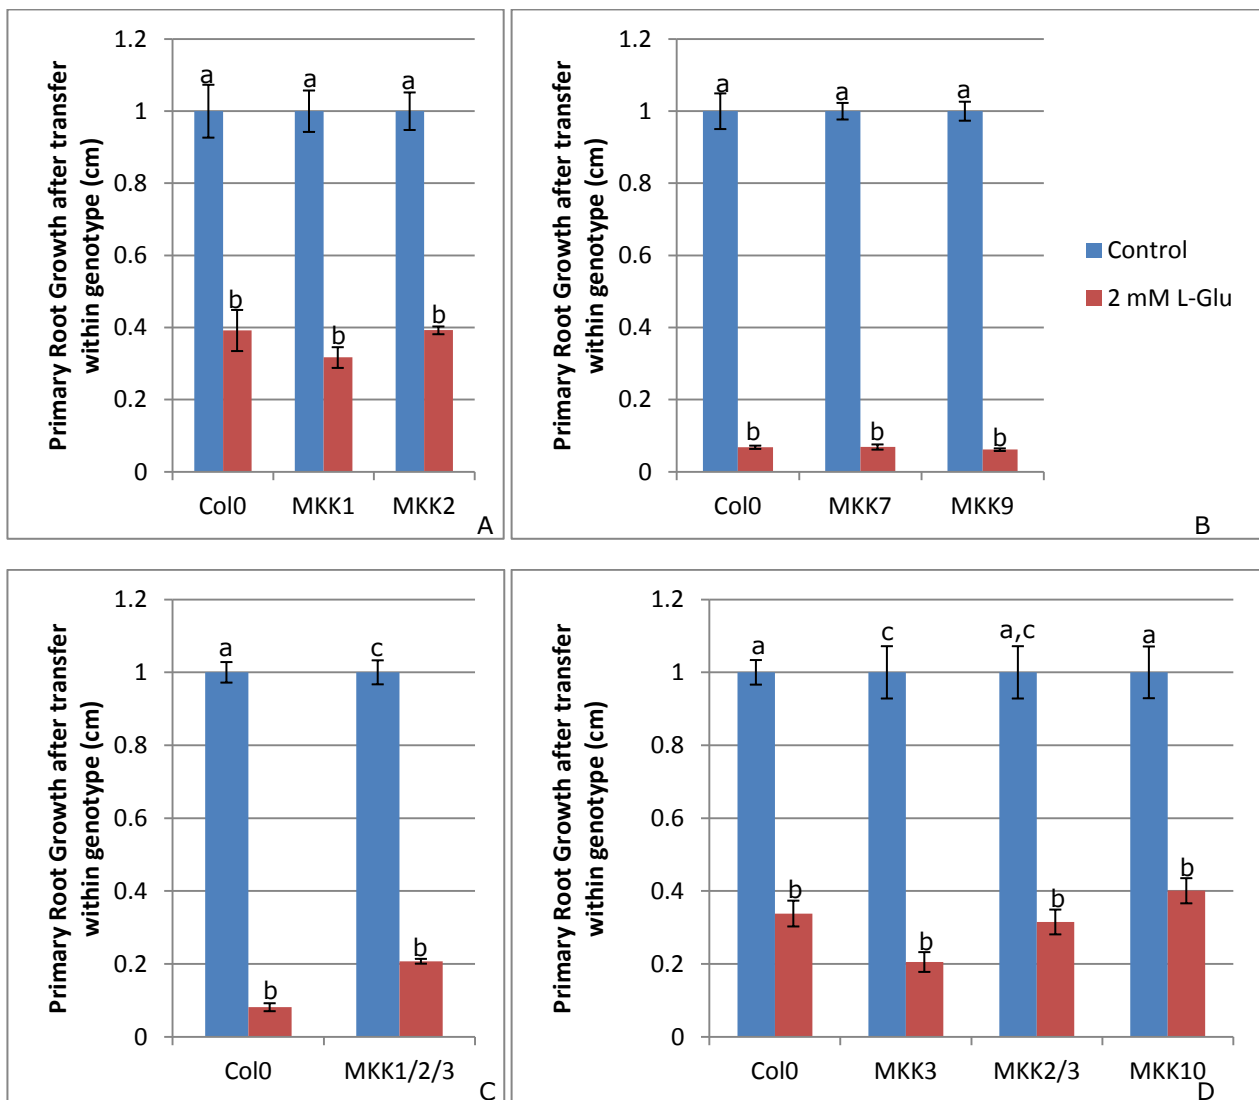 Primary Root Growth after transfer
within genotype (cm)
1.2
1
0.8
0.6
0.4
0.2
0
a
a
a
b
b
b
Col0
MKK1
MKK2
A
Primary Root Growth after transfer
within genotype (cm)
1.2
1
0.8
0.6
0.4
0.2
0
a
a
a
b
b
b
Col0
MKK7
MKK9
B
Control
2 mM L-Glu
Primary Root Growth after transfer
within genotype (cm)
1.2
1
0.8
0.6
0.4
0.2
0
a
c
b
b
Col0
MKK1/2/3
C
Primary Root Growth after transfer
within genotype (cm)
1.2
1
0.8
0.6
0.4
0.2
0
a
c
a,c
a
b
b
b
b
Col0
MKK3
MKK2/3
MKK10
D